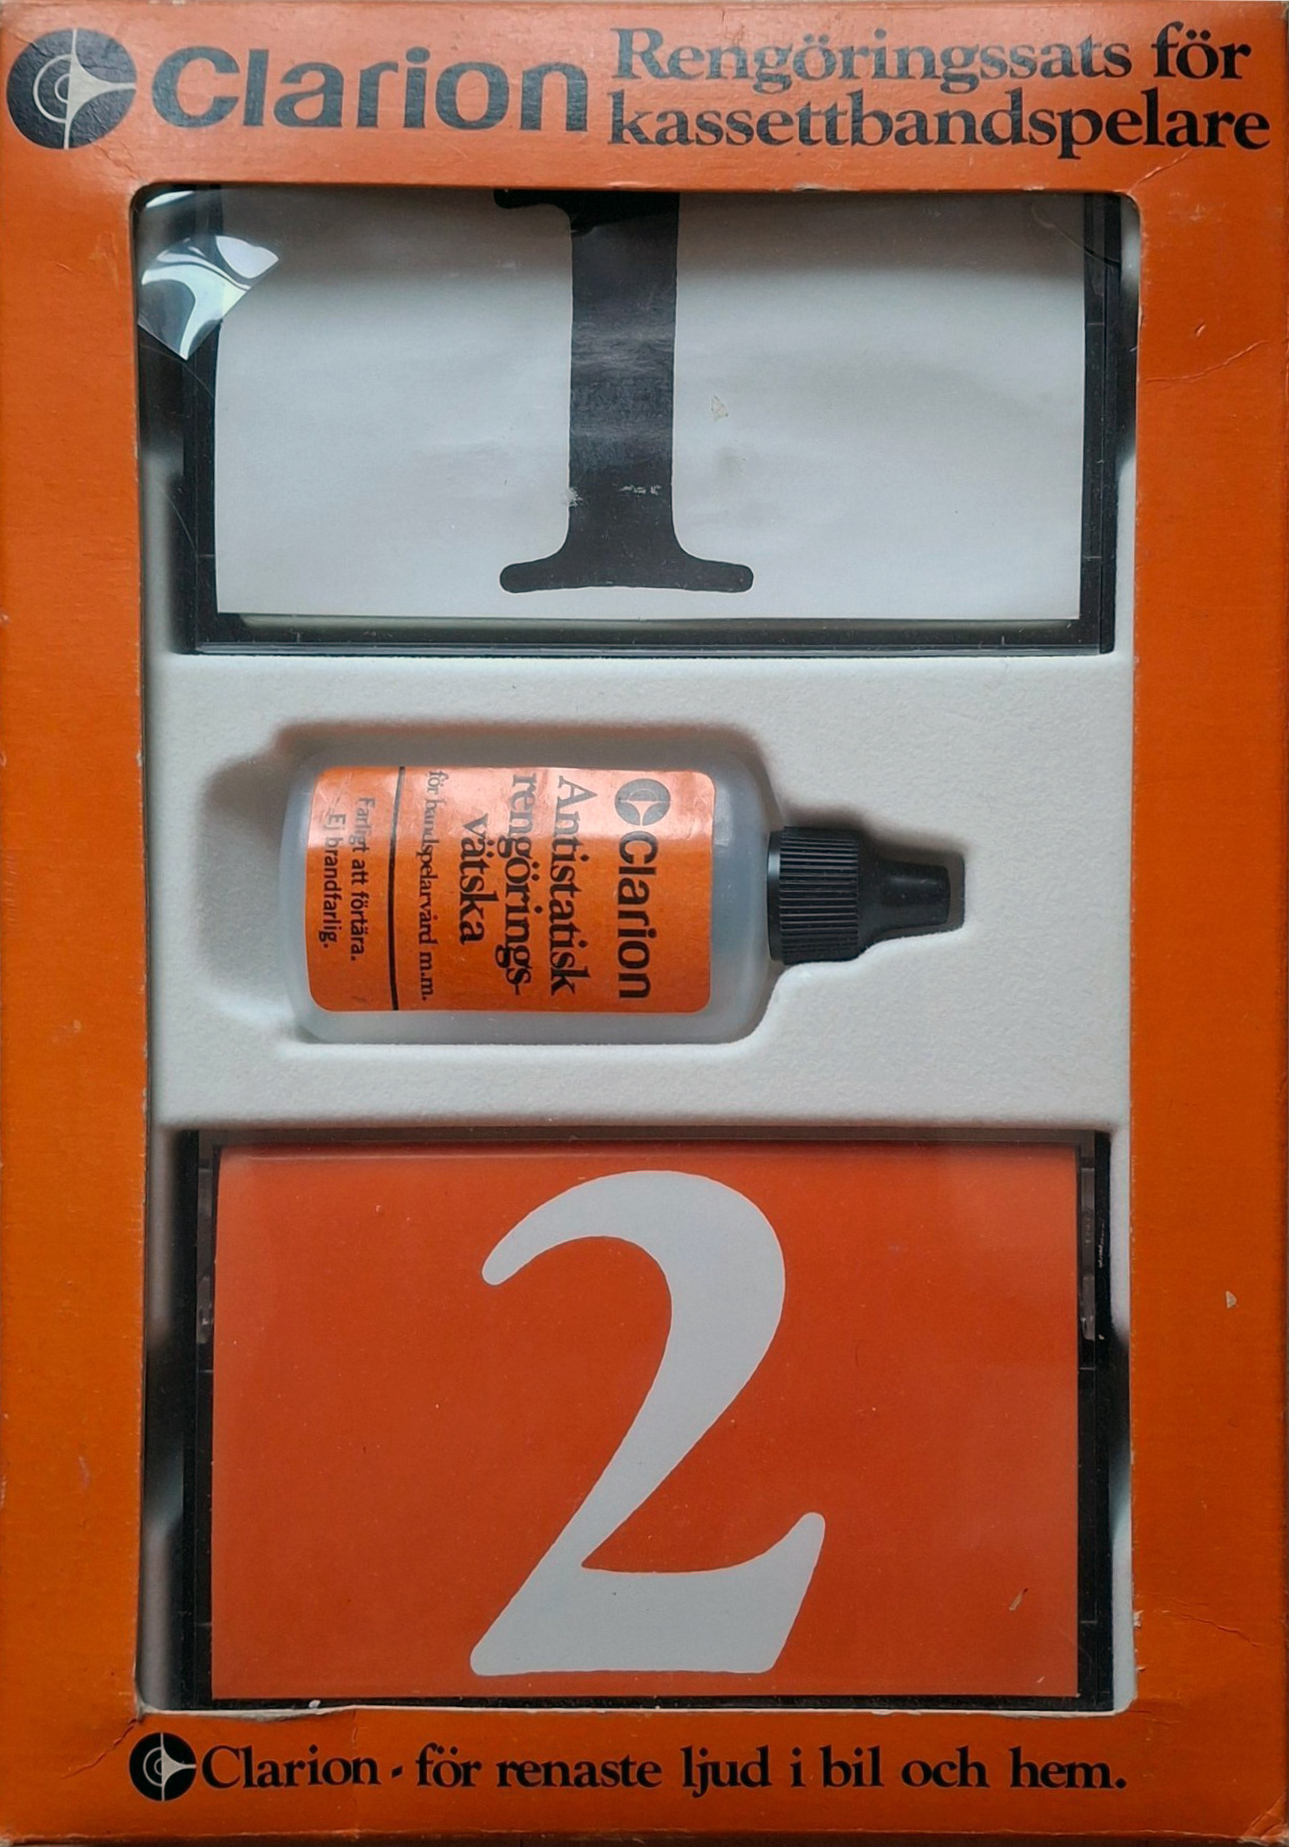 Clarion
Rengöringssats för
kassettbandspelare
1
Clarion
Antistatisk
rengörings-
vätska
för bandspelarvård m.m.
Farligt att förtära.
Ej brandfarlig.
2
Clarion - för renaste ljud i bil och hem.